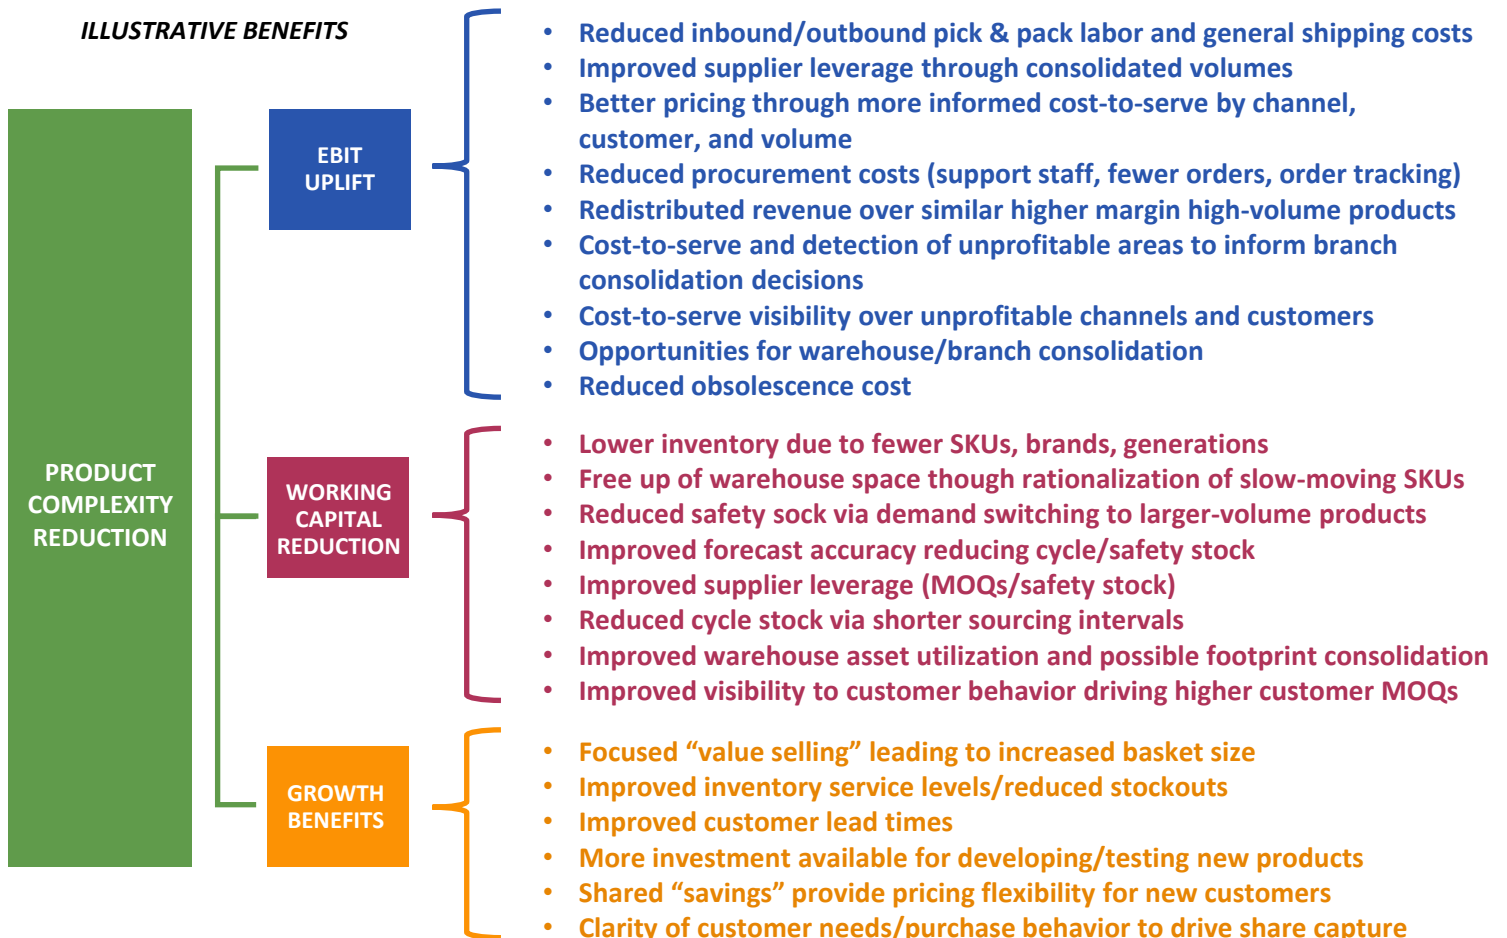 ILLUSTRATIVE BENEFITS
PRODUCT
COMPLEXITY
REDUCTION
EBIT
UPLIFT
• Reduced inbound/outbound pick & pack labor and general shipping costs
• Improved supplier leverage through consolidated volumes
• Better pricing through more informed cost-to-serve by channel,
customer, and volume
• Reduced procurement costs (support staff, fewer orders, order tracking)
• Redistributed revenue over similar higher margin high-volume products
• Cost-to-serve and detection of unprofitable areas to inform branch
consolidation decisions
• Cost-to-serve visibility over unprofitable channels and customers
• Opportunities for warehouse/branch consolidation
• Reduced obsolescence cost
WORKING
CAPITAL
REDUCTION
• Lower inventory due to fewer SKUs, brands, generations
• Free up of warehouse space though rationalization of slow-moving SKUs
• Reduced safety sock via demand switching to larger-volume products
• Improved forecast accuracy reducing cycle/safety stock
• Improved supplier leverage (MOQs/safety stock)
• Reduced cycle stock via shorter sourcing intervals
• Improved warehouse asset utilization and possible footprint consolidation
• Improved visibility to customer behavior driving higher customer MOQs
GROWTH
BENEFITS
• Focused “value selling” leading to increased basket size
• Improved inventory service levels/reduced stockouts
• Improved customer lead times
• More investment available for developing/testing new products
• Shared “savings” provide pricing flexibility for new customers
• Clarity of customer needs/purchase behavior to drive share capture